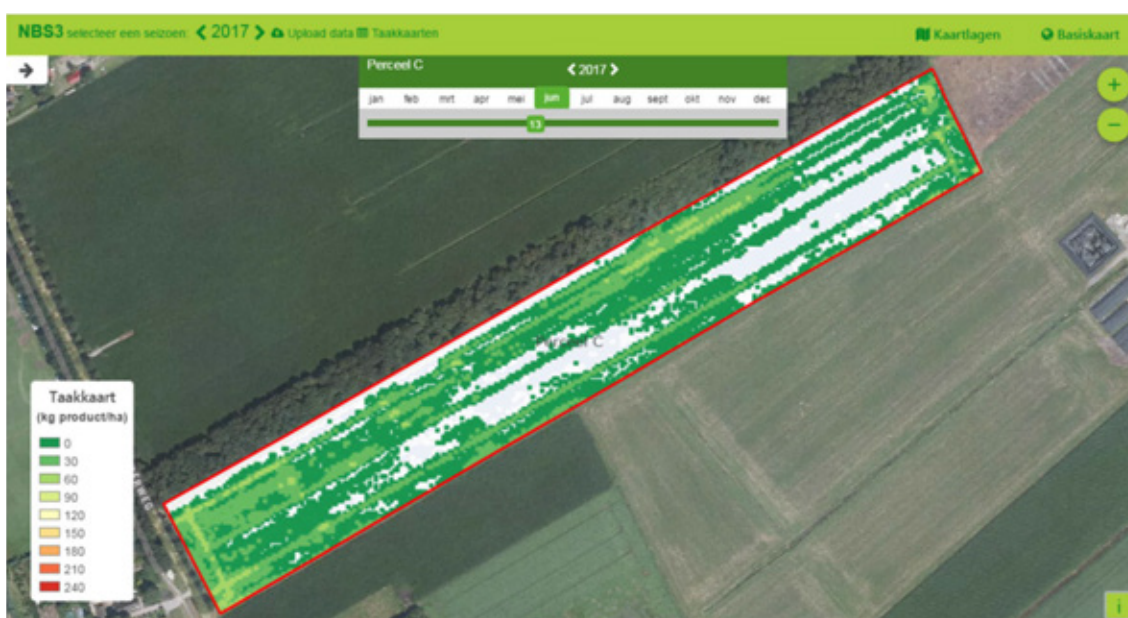 NBS3 selecteer een seizoen: < 2017 > Upload data Taakkaarten Kaartlagen Basiskaart
Perceel C < 2017 >
jan feb mrt apr mei jun jul aug sept okt nov dec
13
Perceel C
Taakkaart
(kg product/ha)
0
30
60
90
120
150
180
210
240
i